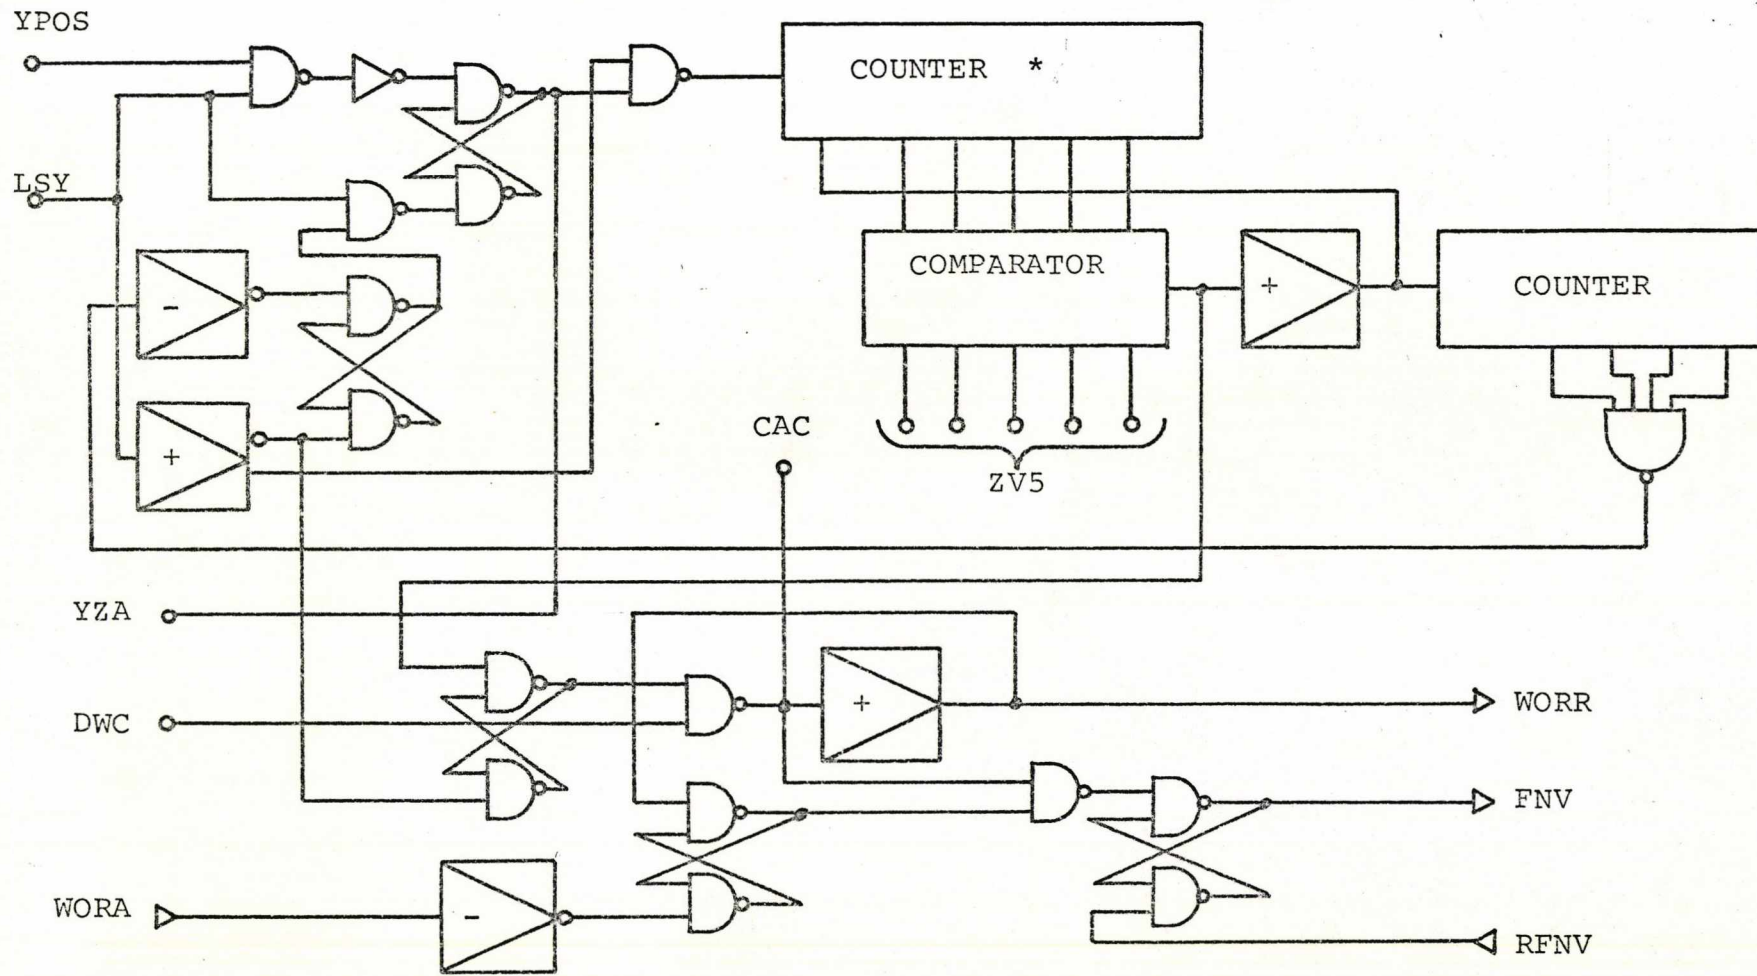 YPOS
COUNTER *
LSY
COMPARATOR
+
COUNTER
-
CAC
+
ZV5
YZA
+
WORR
DWC
FNV
WORA
-
RFNV